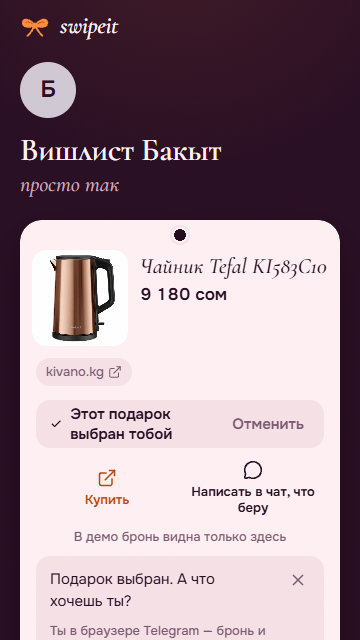 swipeit
Б
Вишлист Бакыт
просто так
Чайник Tefal KI583C10
9 180 сом
kivano.kg
Этот подарок
выбран тобой
Отменить
Купить
Написать в чат, что
беру
В демо бронь видна только здесь
Подарок выбран. А что
хочешь ты?
Ты в браузере Telegram — бронь и